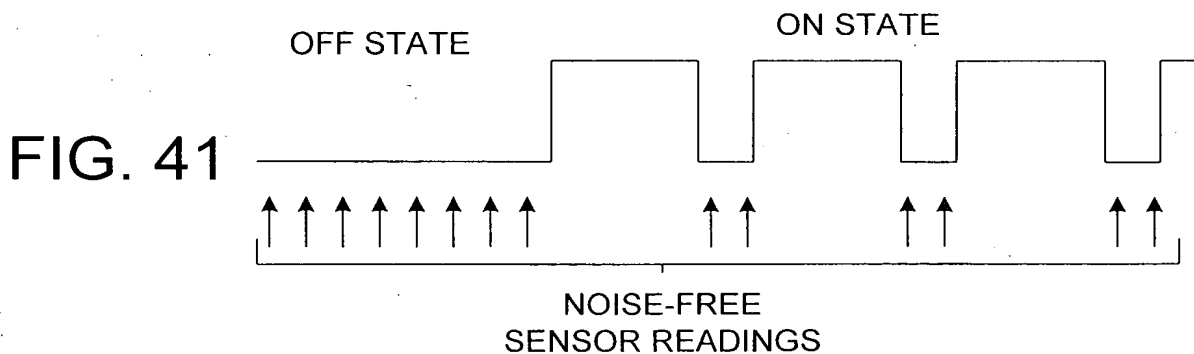 OFF STATE
ON STATE
FIG. 41
NOISE-FREE
SENSOR READINGS